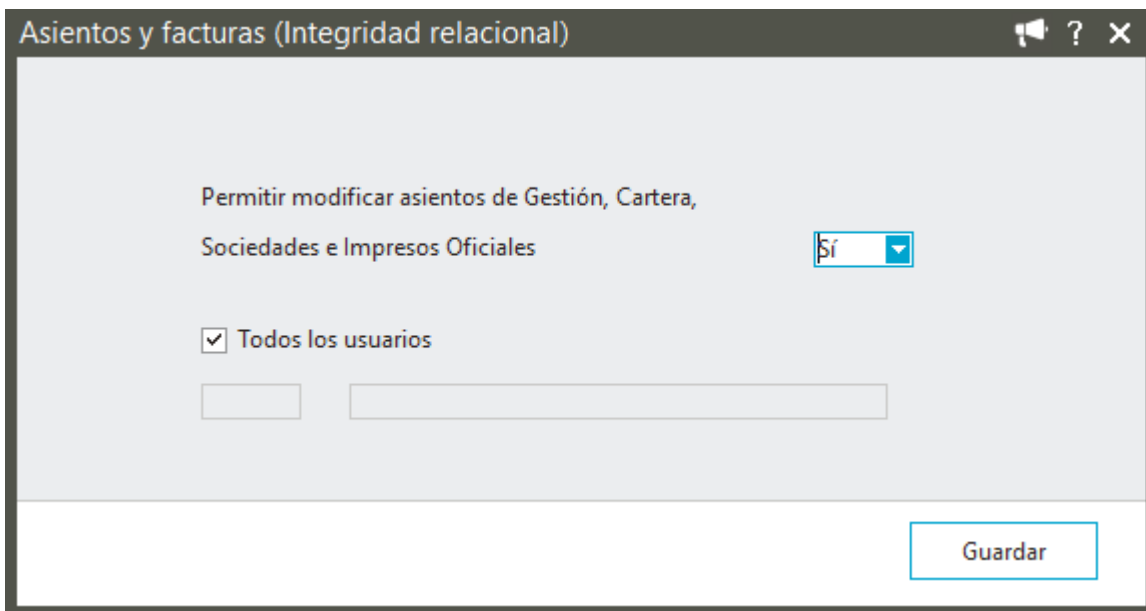 Asientos y facturas (Integridad relacional) ?
Permitir modificar asientos de Gestión, Cartera,
Sociedades e Impresos Oficiales Sí
Todos los usuarios
Guardar